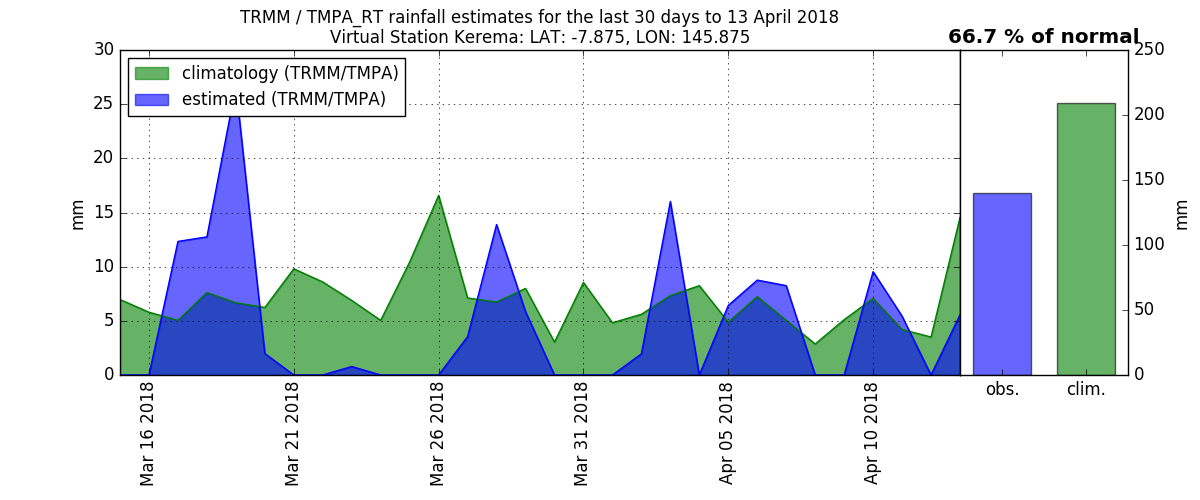 TRMM / TMPA_RT rainfall estimates for the last 30 days to 13 April 2018
Virtual Station Kerema: LAT: -7.875, LON: 145.875
66.7 % of normal
climatology (TRMM/TMPA)
estimated (TRMM/TMPA)
30
25
20
15
10
5
0
mm
Mar 16 2018
Mar 21 2018
Mar 26 2018
Mar 31 2018
Apr 05 2018
Apr 10 2018
250
200
150
100
50
0
mm
obs.
clim.